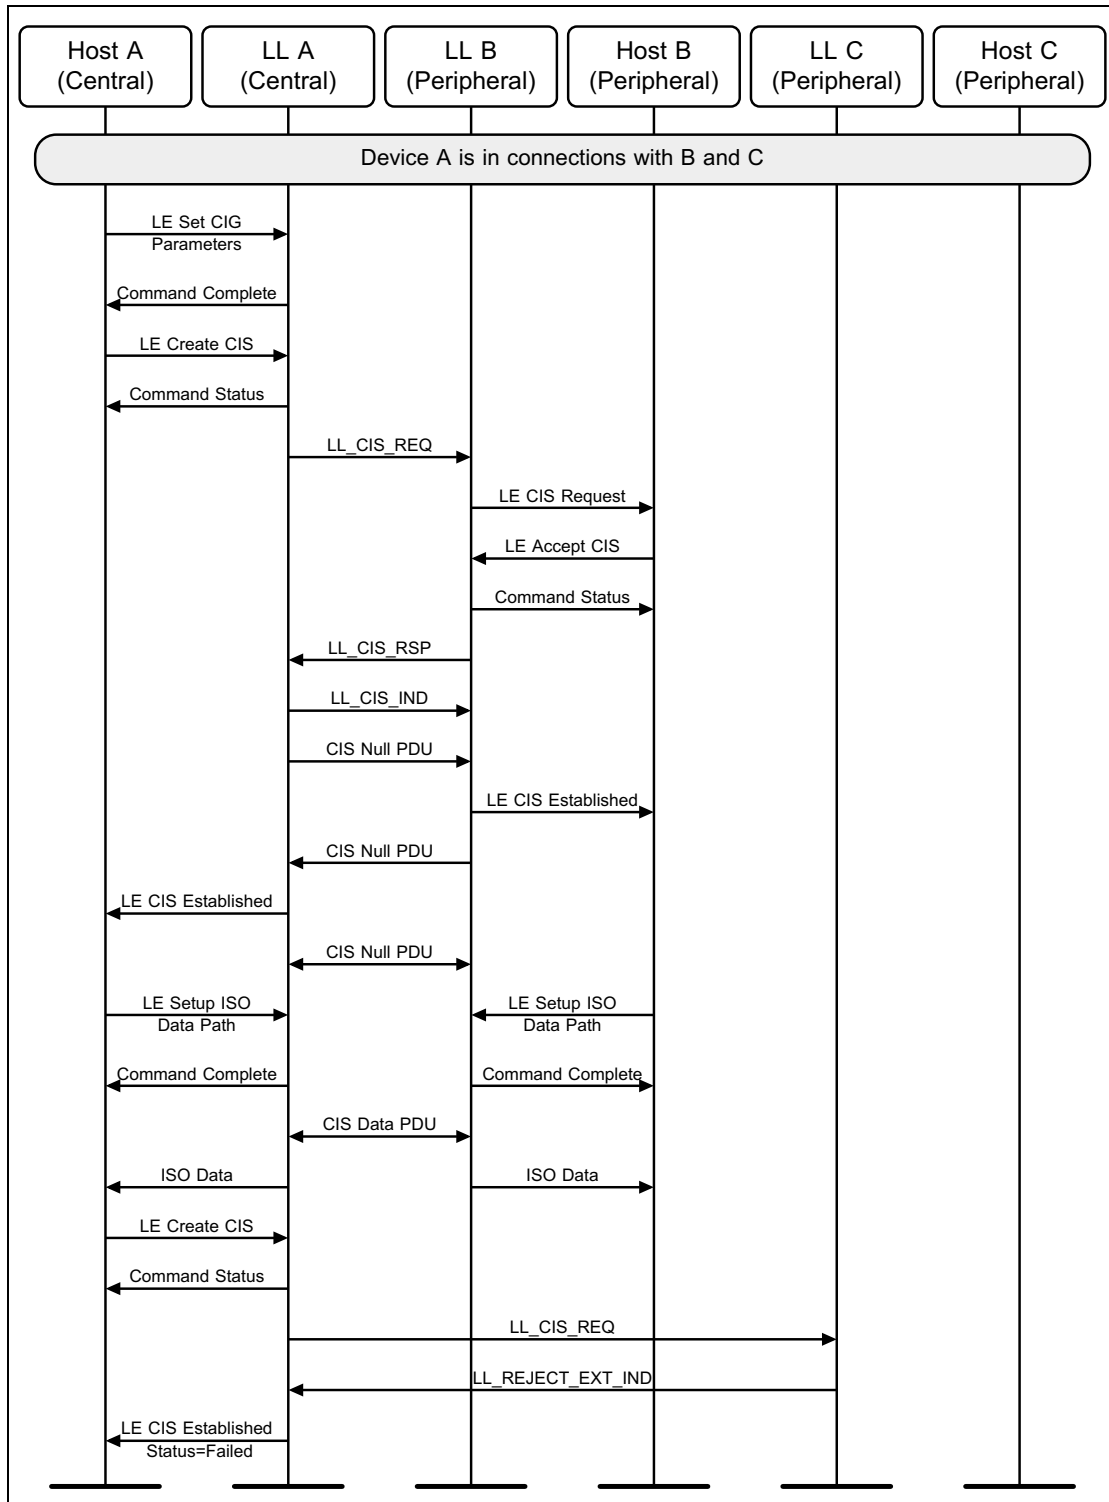 Host A
(Central)
LL A
(Central)
LL B
(Peripheral)
Host B
(Peripheral)
LL C
(Peripheral)
Host C
(Peripheral)
Device A is in connections with B and C
LE Set CIG
Parameters
Command Complete
LE Create CIS
Command Status
LL_CIS_REQ
LE CIS Request
LE Accept CIS
Command Status
LL_CIS_RSP
LL_CIS_IND
CIS Null PDU
LE CIS Established
CIS Null PDU
LE CIS Established
CIS Null PDU
LE Setup ISO
Data Path
LE Setup ISO
Data Path
Command Complete
Command Complete
CIS Data PDU
ISO Data
ISO Data
LE Create CIS
Command Status
LL_CIS_REQ
LL_REJECT_EXT_IND
LE CIS Established
Status=Failed